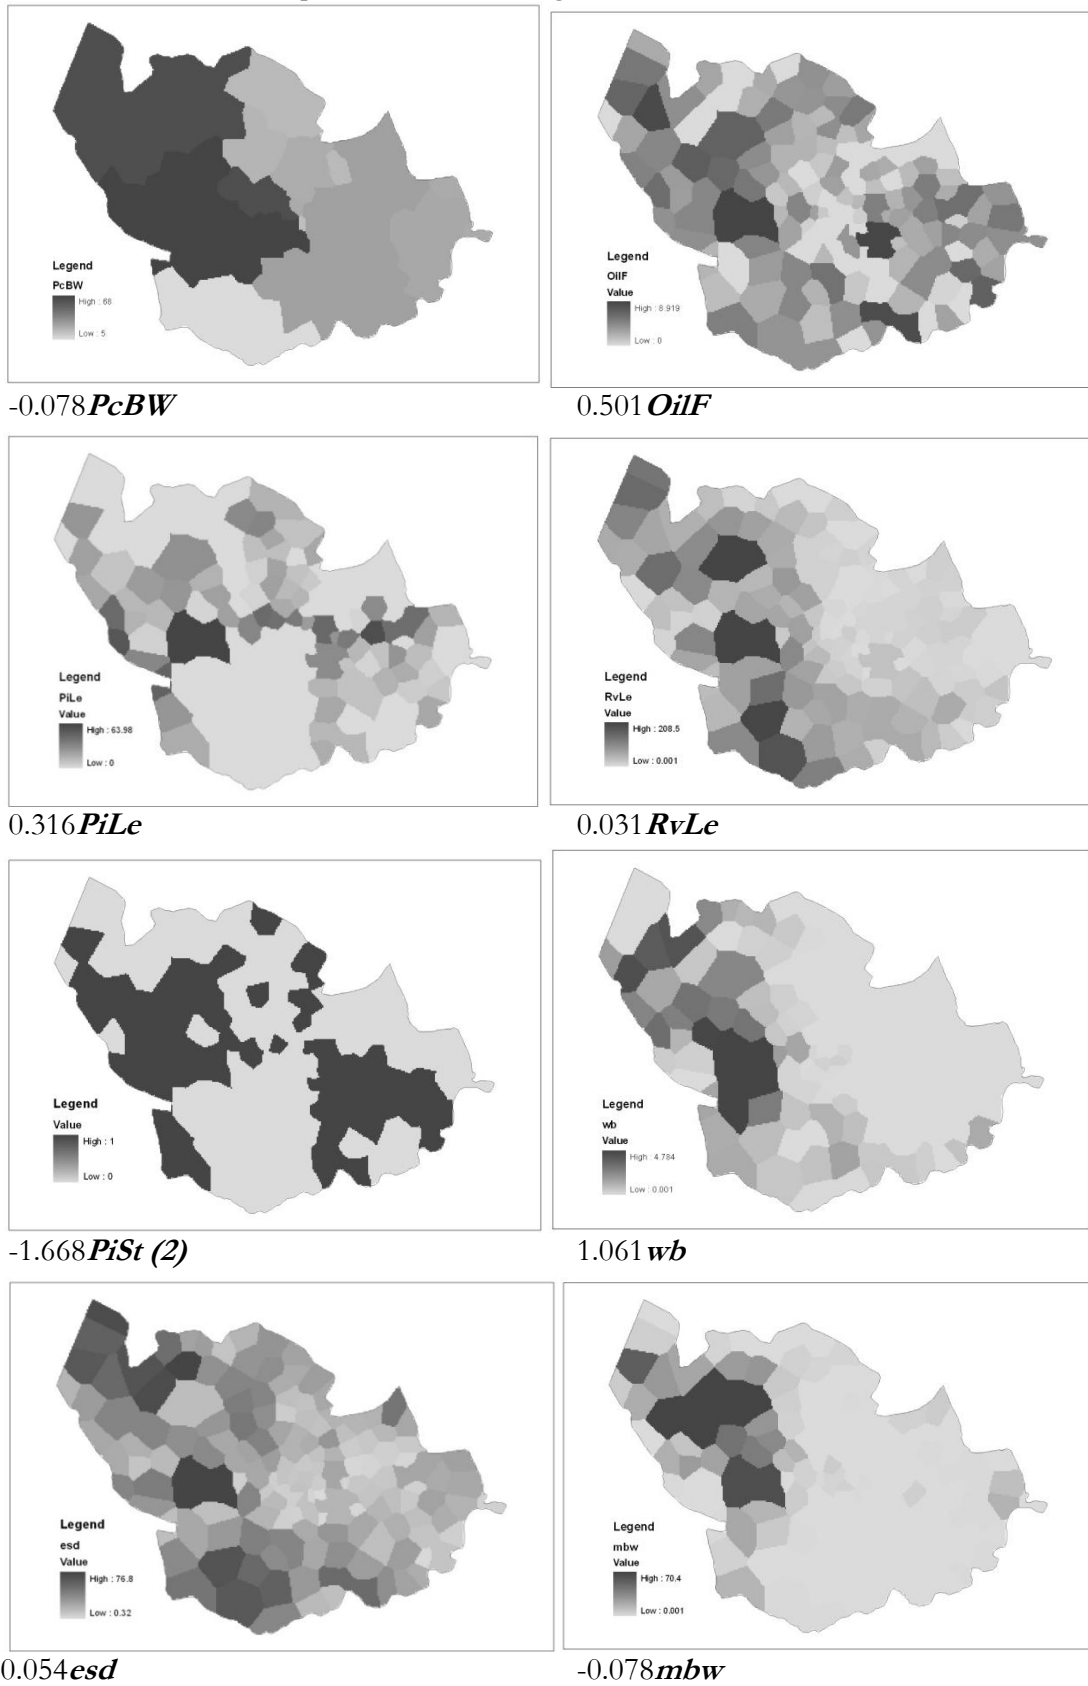 Legend
PcBW
High : 68
Low : 5
-0.078PcBW
Legend
OilF
Value
High : 8.919
Low : 0
0.501OilF
Legend
PiLe
Value
High : 63.98
Low : 0
0.316PiLe
Legend
RvLe
Value
High : 208.5
Low : 0.001
0.031RvLe
Legend
Value
High : 1
Low : 0
-1.668PiSt (2)
Legend
wb
Value
High : 4.784
Low : 0.001
1.061wb
Legend
esd
Value
High : 76.8
Low : 0.32
0.054esd
Legend
mbw
Value
High : 70.4
Low : 0.001
-0.078mbw